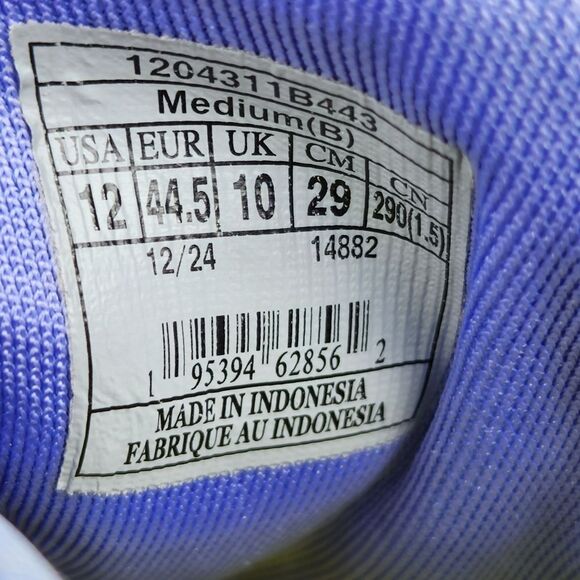 1204311B443
Medium(B)
USA EUR UK CM CN
12 44.5 10 29 290(1.5)
12/24 14882
1 95394 62856 2
MADE IN INDONESIA
FABRIQUE AU INDONESIA